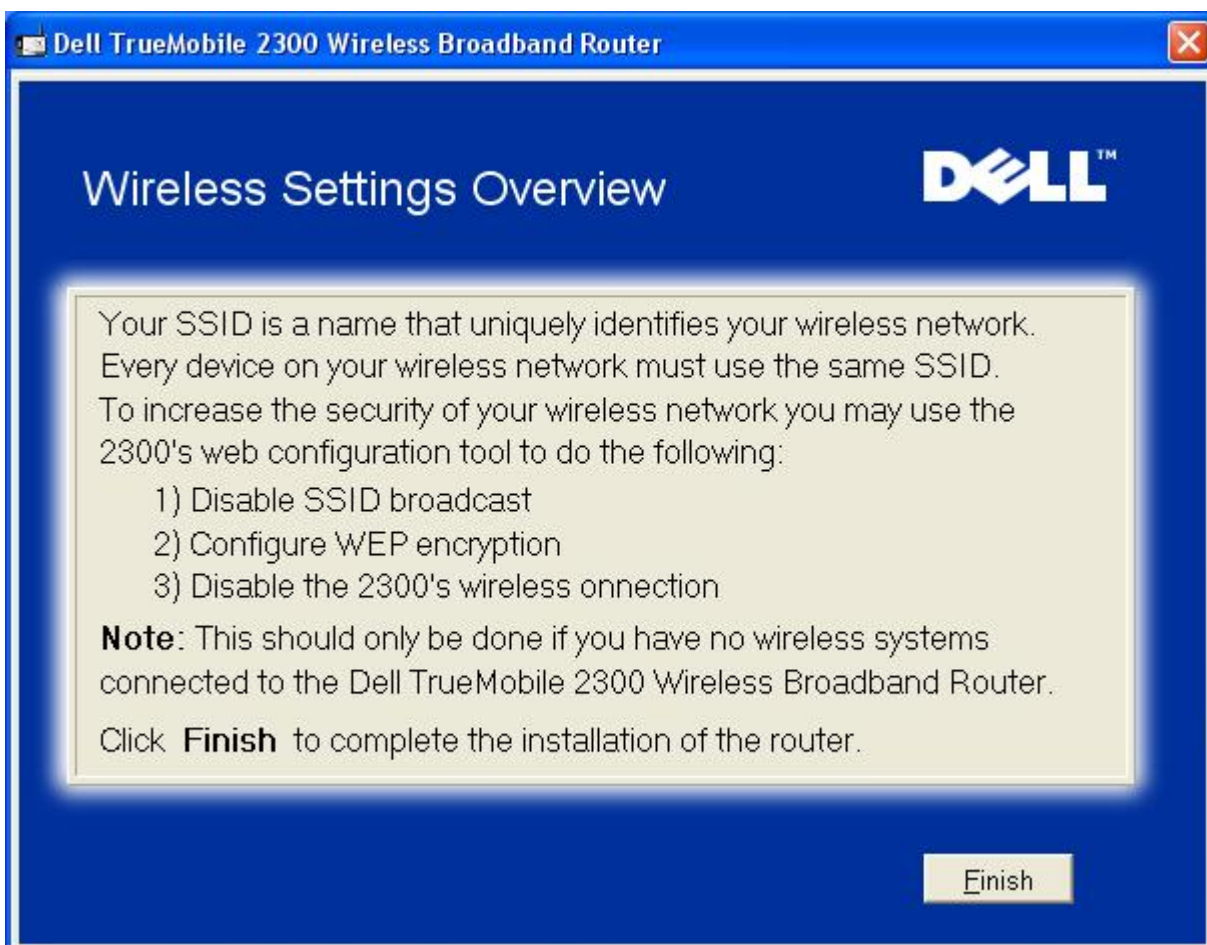 Dell TrueMobile 2300 Wireless Broadband Router
Wireless Settings Overview
DELL™
Your SSID is a name that uniquely identifies your wireless network.
Every device on your wireless network must use the same SSID.
To increase the security of your wireless network you may use the
2300's web configuration tool to do the following:
1) Disable SSID broadcast
2) Configure WEP encryption
3) Disable the 2300's wireless onnection
Note: This should only be done if you have no wireless systems
connected to the Dell TrueMobile 2300 Wireless Broadband Router.
Click Finish to complete the installation of the router.
Finish